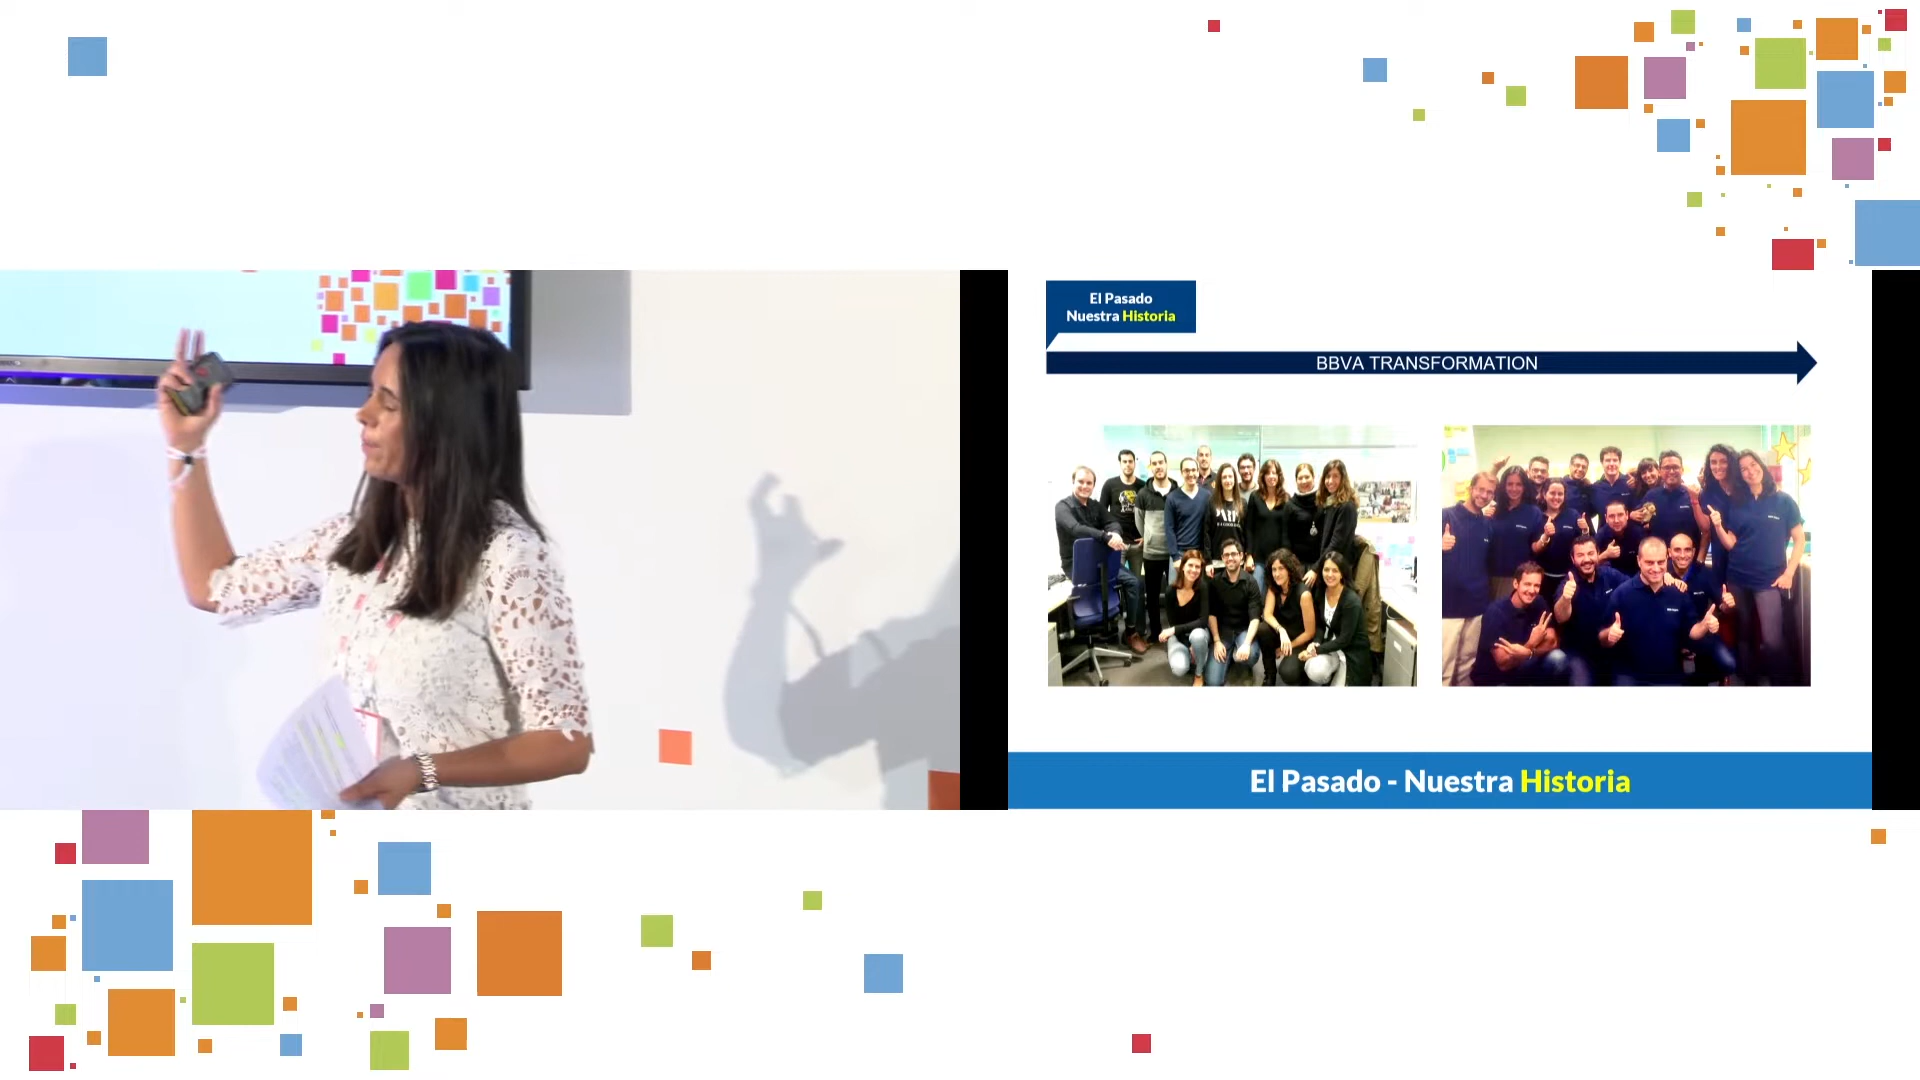 El Pasado
Nuestra Historia
BBVA TRANSFORMATION
El Pasado - Nuestra Historia